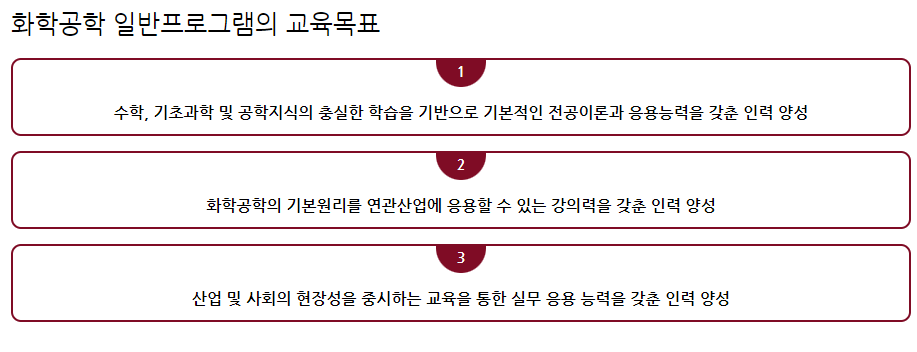 화학공학 일반프로그램의 교육목표
1
수학, 기초과학 및 공학지식의 충실한 학습을 기반으로 기본적인 전공이론과 응용능력을 갖춘 인력 양성
2
화학공학의 기본원리를 연관산업에 응용할 수 있는 강의력을 갖춘 인력 양성
3
산업 및 사회의 현장성을 중시하는 교육을 통한 실무 응용 능력을 갖춘 인력 양성